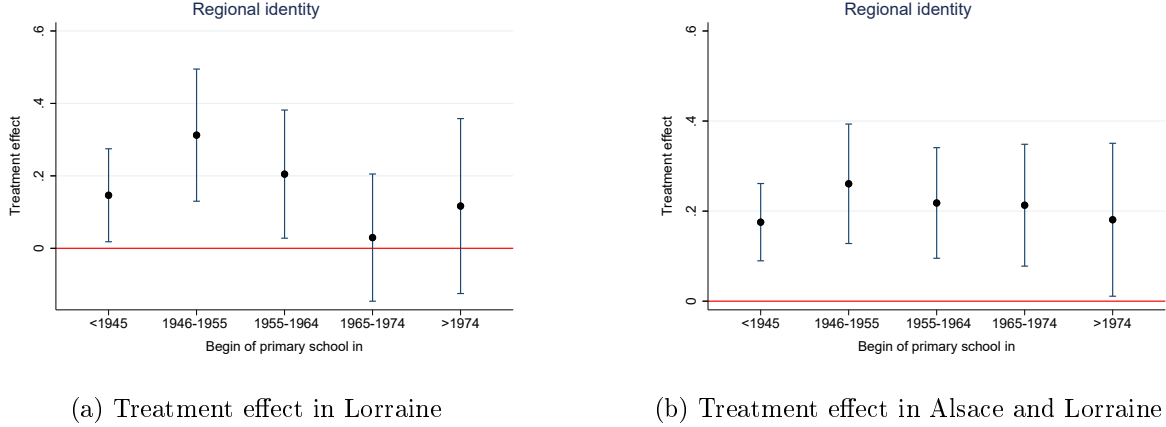 Regional identity
Treatment effect
.6
.4
.2
0
<1945 1946-1955 1955-1964 1965-1974 >1974
Begin of primary school in
(a) Treatment effect in Lorraine
Regional identity
Treatment effect
.6
.4
.2
0
<1945 1946-1955 1955-1964 1965-1974 >1974
Begin of primary school in
(b) Treatment effect in Alsace and Lorraine